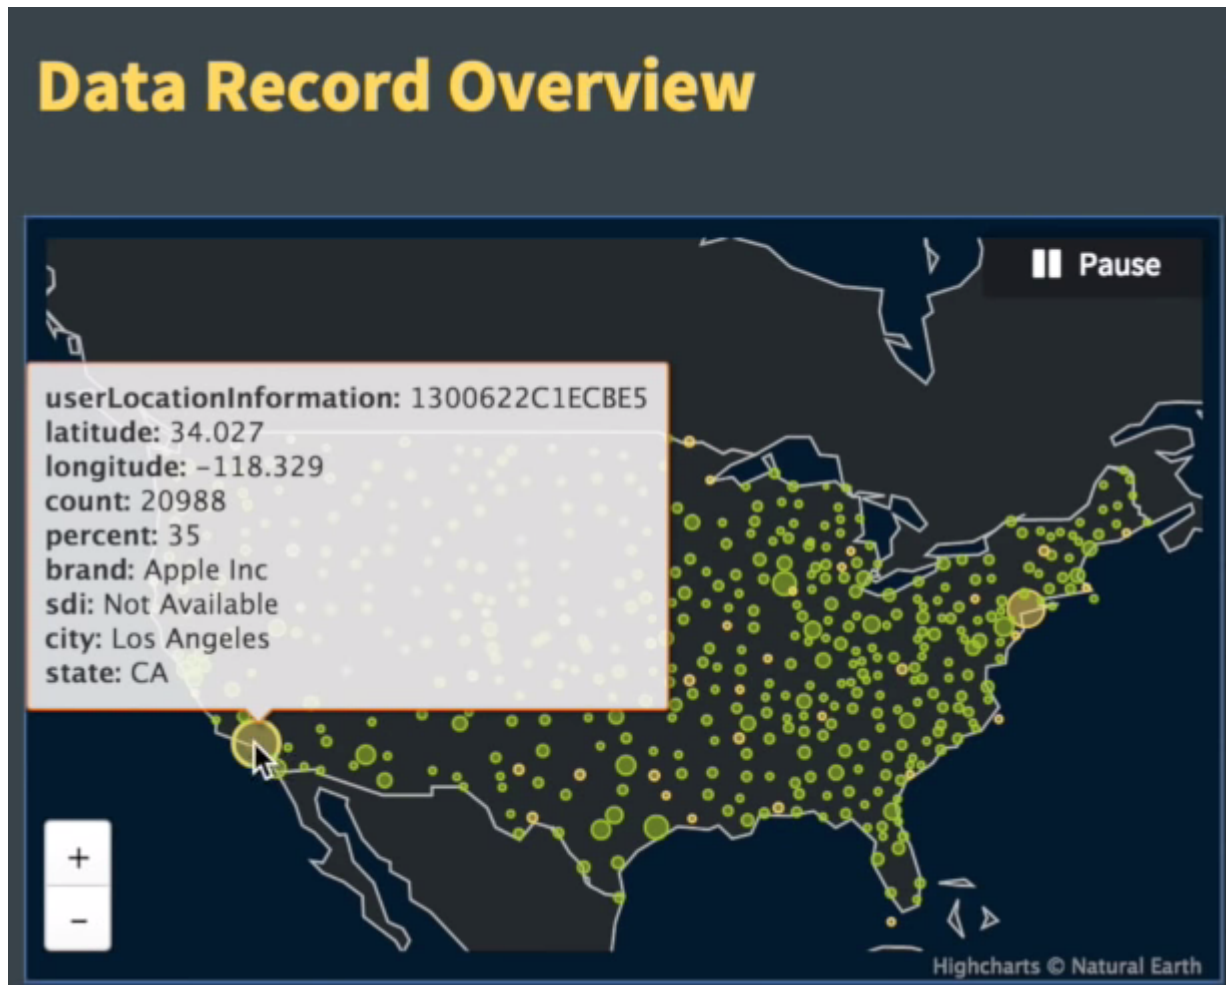 Data Record Overview
Pause
userLocationInformation: 1300622C1ECBE5
latitude: 34.027
longitude: -118.329
count: 20988
percent: 35
brand: Apple Inc
sdi: Not Available
city: Los Angeles
state: CA
+
-
Highcharts © Natural Earth